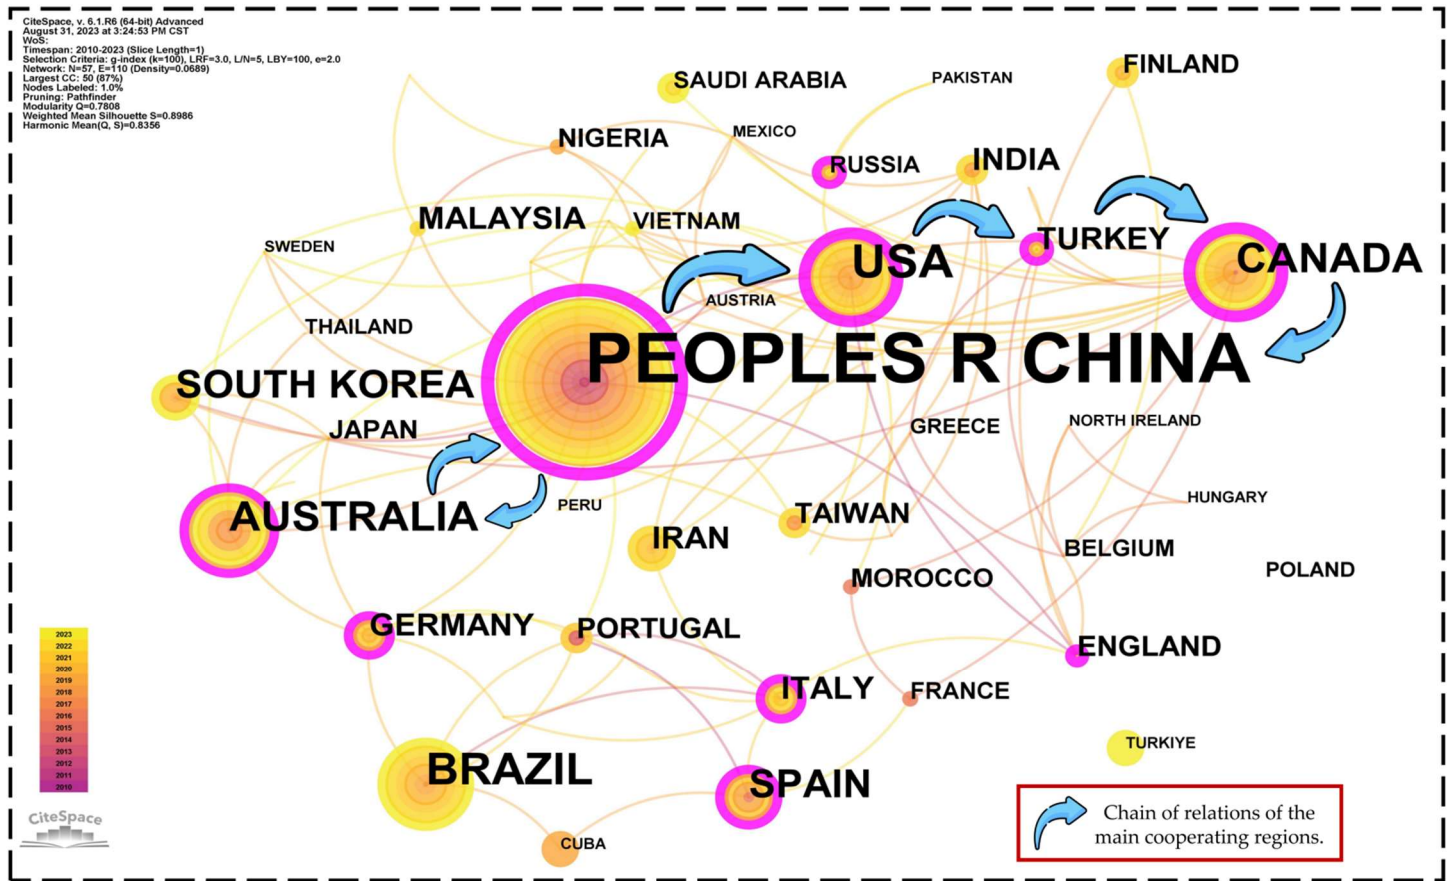 CiteSpace, v. 6.1.R6 (64-bit) Advanced
August 31, 2023 at 3:24:53 PM CST
WoS:
Timespan: 2010-2023 (Slice Length=1)
Selection Criteria: g-index (k=100), LRF=3.0, L/N=5, LBY=100, e=2.0
Network: N=57, E=110 (Density=0.0689)
Largest CC: 50 (87%)
Nodes Labeled: 1.0%
Pruning: Pathfinder
Modularity Q=0.7808
Weighted Mean Silhouette S=0.8986
Harmonic Mean(Q, S)=0.8356
FINLAND
SAUDI ARABIA
PAKISTAN
NIGERIA
MEXICO
RUSSIA
INDIA
MALAYSIA
VIETNAM
SWEDEN
USA
TURKEY
CANADA
AUSTRIA
THAILAND
PEOPLES R CHINA
SOUTH KOREA
JAPAN
GREECE
NORTH IRELAND
AUSTRALIA
PERU
TAIWAN
HUNGARY
IRAN
BELGIUM
POLAND
MOROCCO
GERMANY
PORTUGAL
ENGLAND
ITALY
FRANCE
BRAZIL
SPAIN
TURKIYE
CUBA
2023
2022
2021
2020
2019
2018
2017
2016
2015
2014
2013
2012
2011
2010
CiteSpace
Chain of relations of the
main cooperating regions.